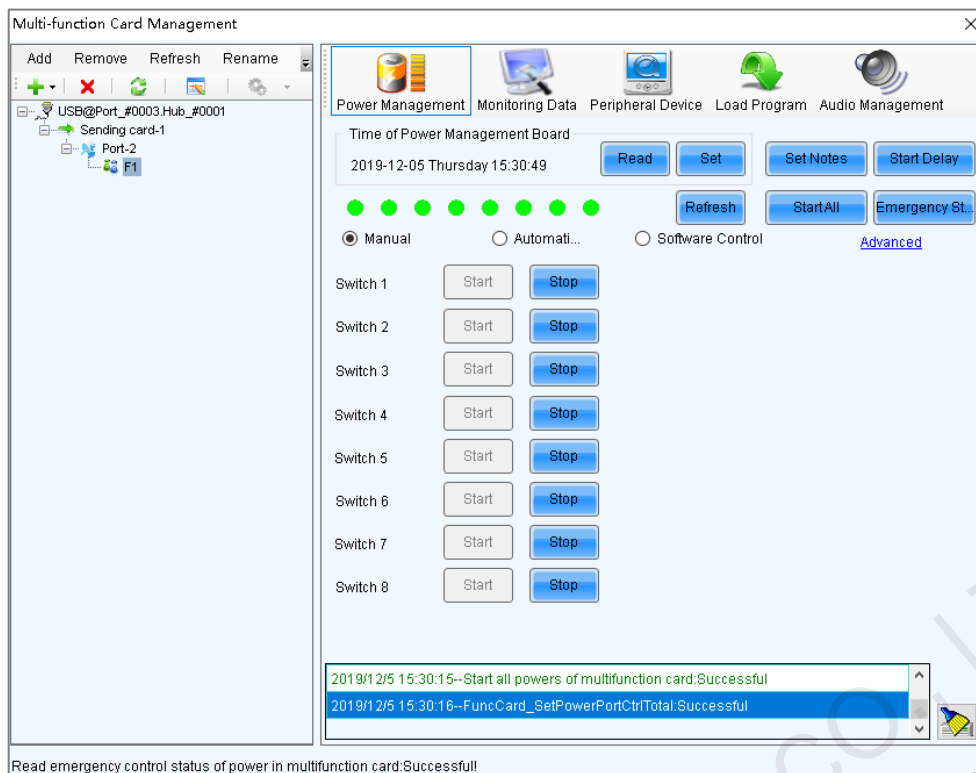 Multi-function Card Management
Add Remove Refresh Rename
USB@Port_#0003.Hub_#0001
Sending card-1
Port-2
F1
Power Management Monitoring Data Peripheral Device Load Program Audio Management
Time of Power Management Board
2019-12-05 Thursday 15:30:49 Read Set Set Notes Start Delay
Refresh Start All Emergency St...
Manual Automati... Software Control Advanced
Switch 1 Start Stop
Switch 2 Start Stop
Switch 3 Start Stop
Switch 4 Start Stop
Switch 5 Start Stop
Switch 6 Start Stop
Switch 7 Start Stop
Switch 8 Start Stop
2019/12/5 15:30:15--Start all powers of multifunction card:Successful
2019/12/5 15:30:16--FuncCard_SetPowerPortCtrlTotal:Successful
Read emergency control status of power in multifunction card:Successful!